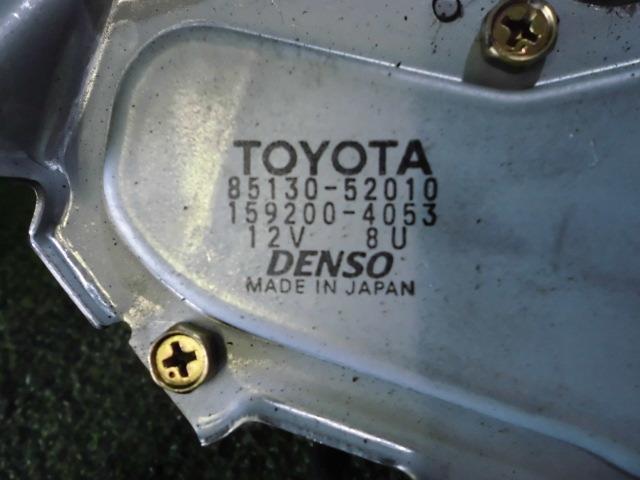 TOYOTA
85130-52010
159200-4053
12V 8U
DENSO
MADE IN JAPAN